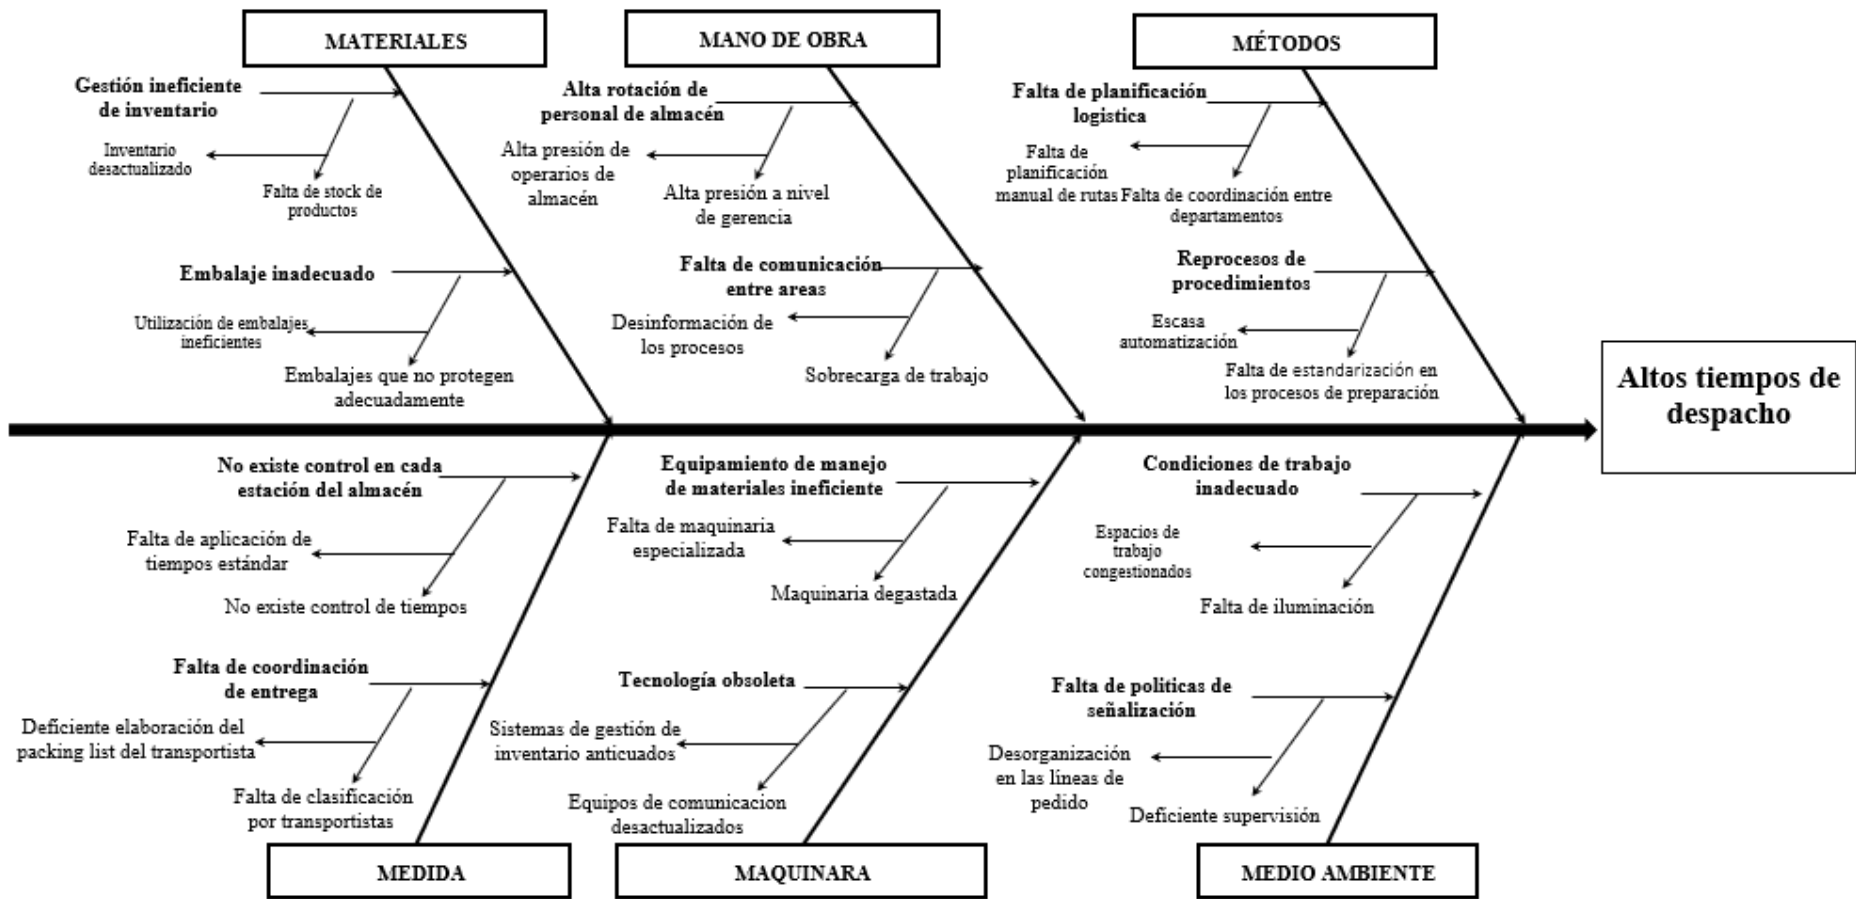 MATERIALES
MANO DE OBRA
MÉTODOS
Gestión ineficiente
de inventario
Inventario
desactualizado
Falta de stock de
productos
Embalaje inadecuado
Utilización de embalajes
ineficientes
Embalajes que no protegen
adecuadamente
Alta rotación de
personal de almacén
Alta presión de
operarios de
almacén
Alta presión a nivel
de gerencia
Falta de comunicación
entre areas
Desinformación de
los procesos
Sobrecarga de trabajo
Falta de planificación
logistica
Falta de
planificación
manual de rutas
Falta de coordinación entre
departamentos
Reprocesos de
procedimientos
Escasa
automatización
Falta de estandarización en
los procesos de preparación
Altos tiempos de
despacho
No existe control en cada
estación del almacén
Falta de aplicación de
tiempos estándar
No existe control de tiempos
Falta de coordinación
de entrega
Deficiente elaboración del
packing list del transportista
Falta de clasificación
por transportistas
Equipamiento de manejo
de materiales ineficiente
Falta de maquinaria
especializada
Maquinaria degastada
Tecnología obsoleta
Sistemas de gestión de
inventario anticuados
Equipos de comunicacion
desactualizados
Condiciones de trabajo
inadecuado
Espacios de
trabajo
congestionados
Falta de iluminación
Falta de politicas de
señalización
Desorganización
en las líneas de
pedido
Deficiente supervisión
MEDIDA
MAQUINARA
MEDIO AMBIENTE